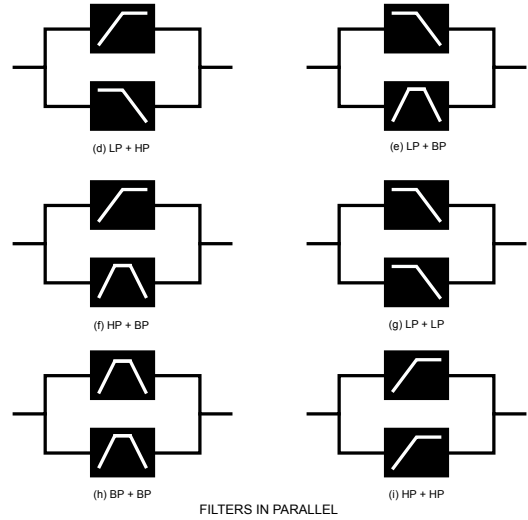 (d) LP + HP
(e) LP + BP
(f) HP + BP
(g) LP + LP
(h) BP + BP
(i) HP + HP
FILTERS IN PARALLEL